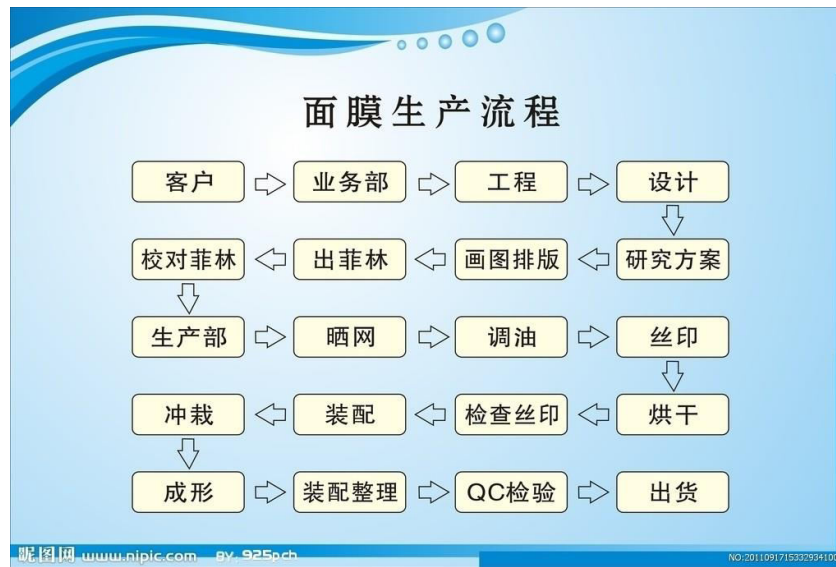 面膜生产流程
客户 业务部 工程 设计
校对菲林 出菲林 画图排版 研究方案
生产部 晒网 调油 丝印
冲栽 装配 检查丝印 烘干
成形 装配整理 QC检验 出货
昵图网 www.nipic.com BY:925pch NO:20110917153329341000